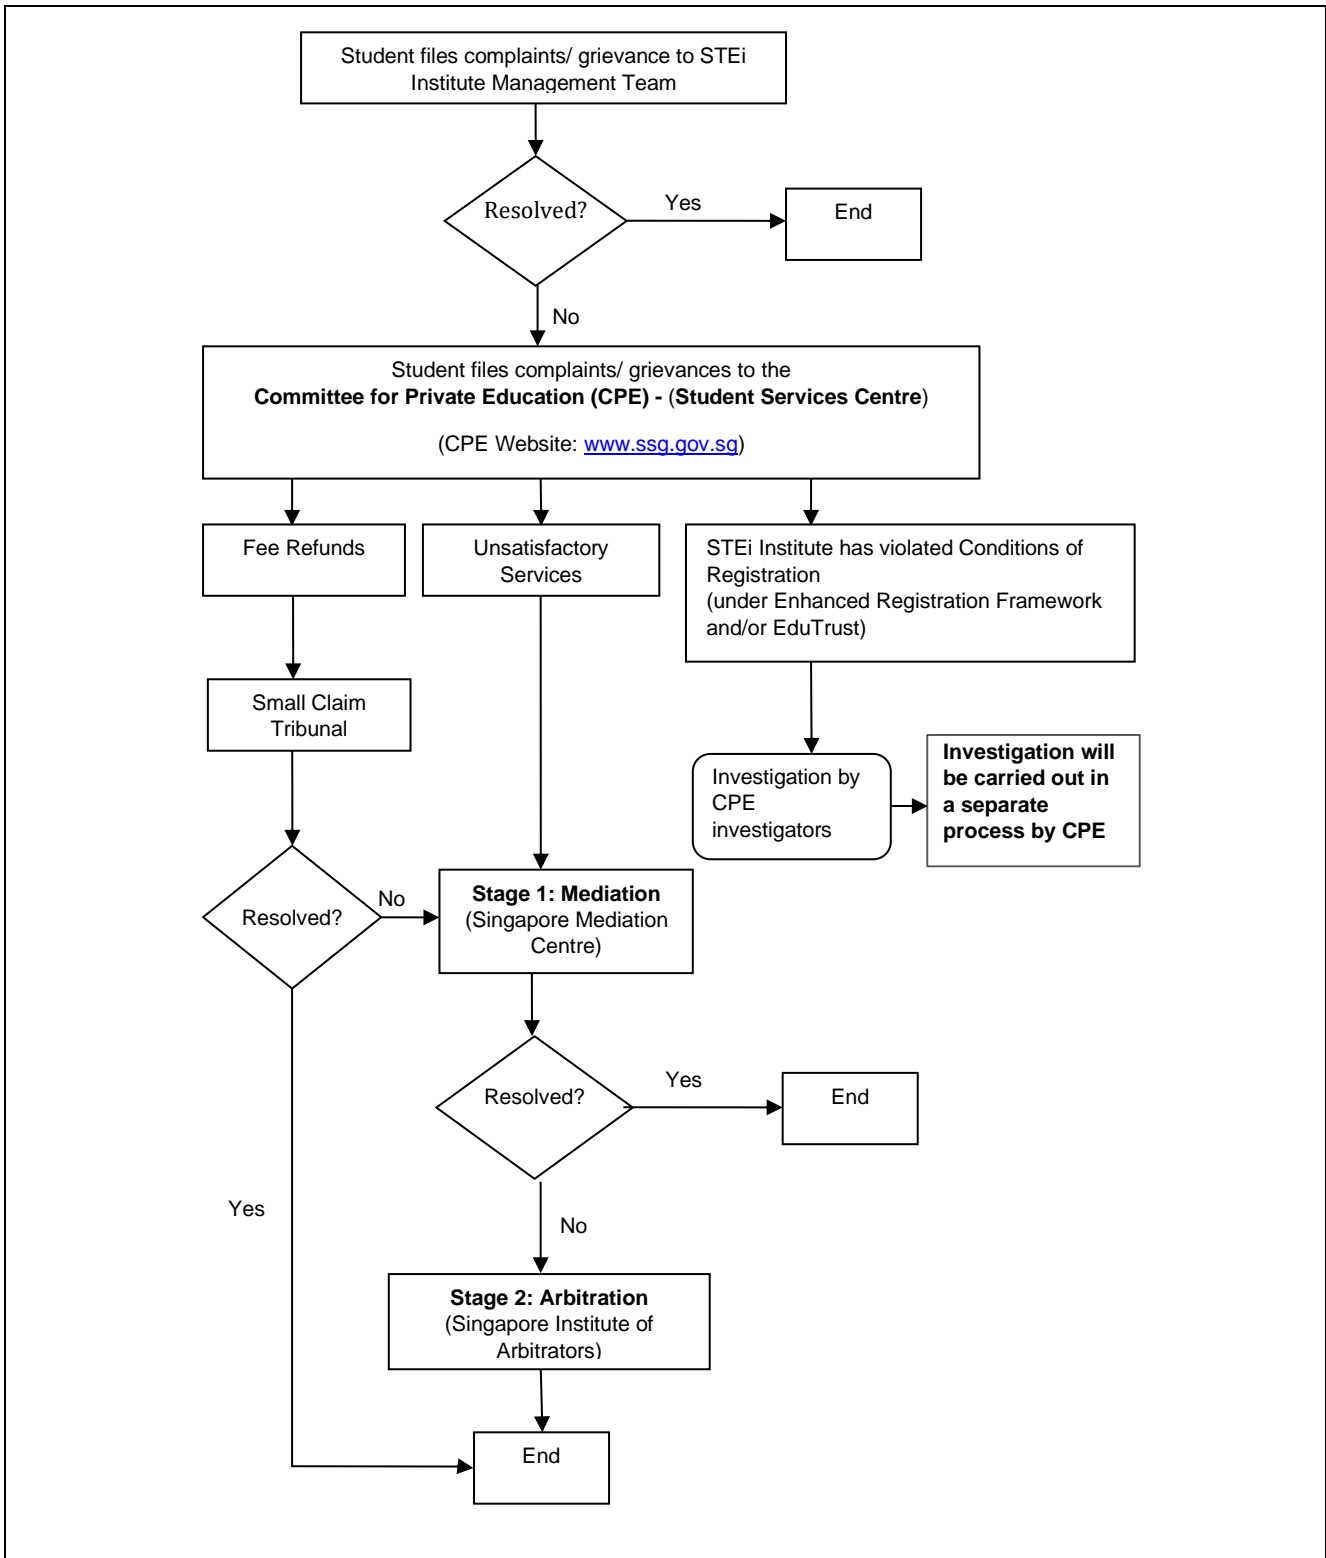 Student files complaints/ grievance to STEi
Institute Management Team
Resolved?
Yes
End
No
Student files complaints/ grievances to the
Committee for Private Education (CPE) - (Student Services Centre)
(CPE Website: www.ssg.gov.sg)
Fee Refunds
Unsatisfactory
Services
STEi Institute has violated Conditions of
Registration
(under Enhanced Registration Framework
and/or EduTrust)
Small Claim
Tribunal
Investigation by
CPE
investigators
Investigation will
be carried out in
a separate
process by CPE
Resolved?
No
Stage 1: Mediation
(Singapore Mediation
Centre)
Resolved?
Yes
End
Yes
No
Stage 2: Arbitration
(Singapore Institute of
Arbitrators)
End